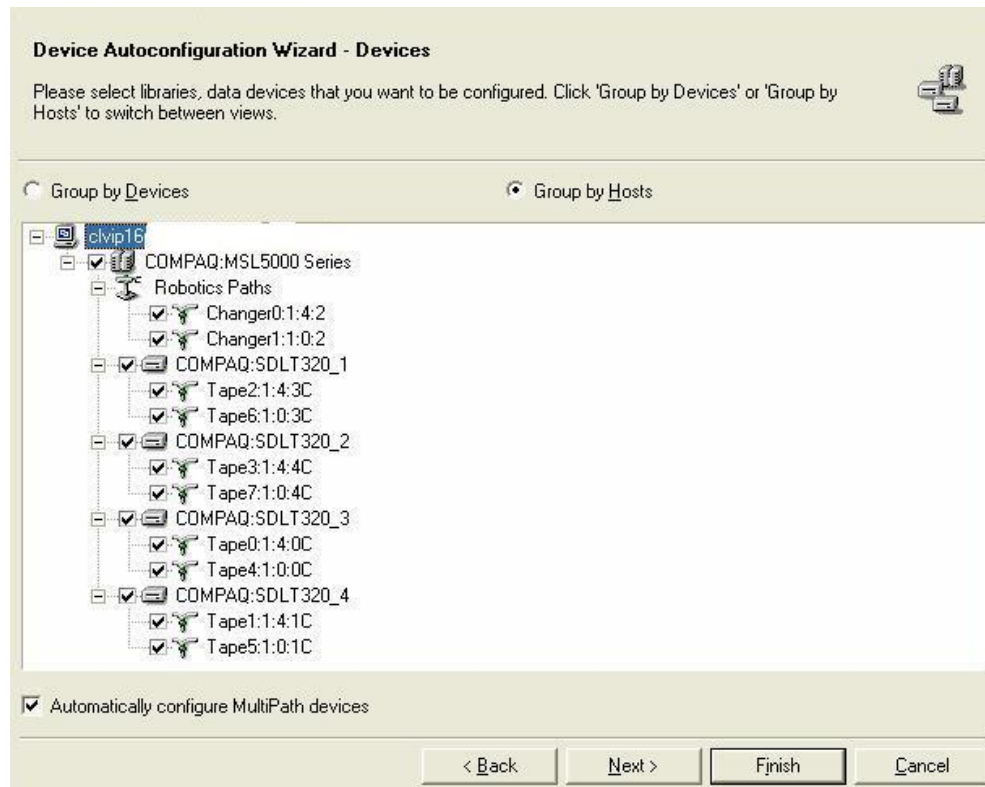 Device Autoconfiguration Wizard - Devices
Please select libraries, data devices that you want to be configured. Click 'Group by Devices' or 'Group by
Hosts' to switch between views.
Group by Devices
Group by Hosts
clvip16
COMPAQ:MSL5000 Series
Robotics Paths
Changer0:1:4:2
Changer1:1:0:2
COMPAQ:SDLT320_1
Tape2:1:4:3C
Tape6:1:0:3C
COMPAQ:SDLT320_2
Tape3:1:4:4C
Tape7:1:0:4C
COMPAQ:SDLT320_3
Tape0:1:4:0C
Tape4:1:0:0C
COMPAQ:SDLT320_4
Tape1:1:4:1C
Tape5:1:0:1C
Automatically configure MultiPath devices
< Back
Next >
Finish
Cancel